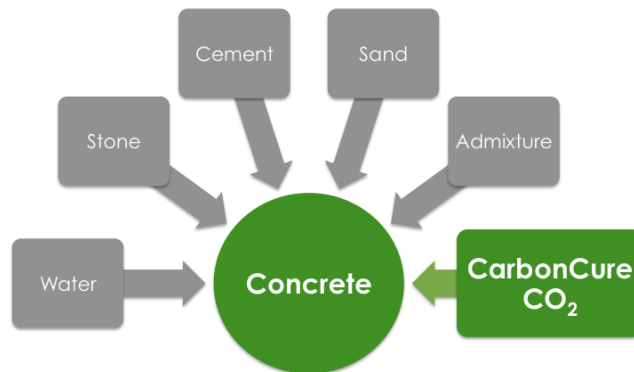 Cement
Sand
Stone
Admixture
Water
Concrete
CarbonCure
CO₂